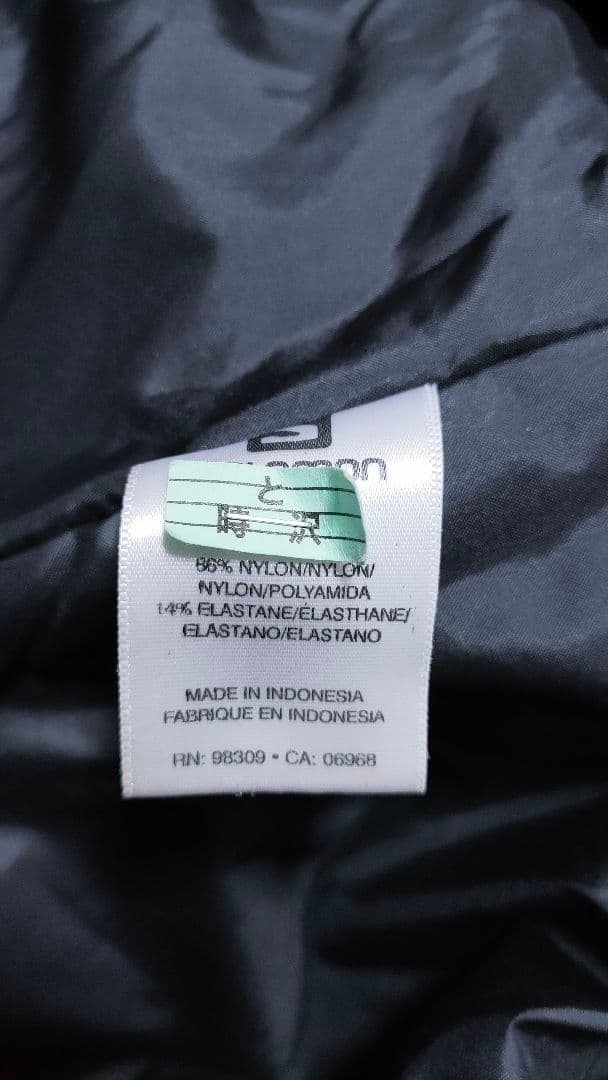 と
86% NYLON/NYLON/
NYLON/POLYAMIDA
14% ELASTANE/ÉLASTHANE/
ELASTANO/ELASTANO
MADE IN INDONESIA
FABRIQUE EN INDONESIA
RN: 98309 • CA: 06968